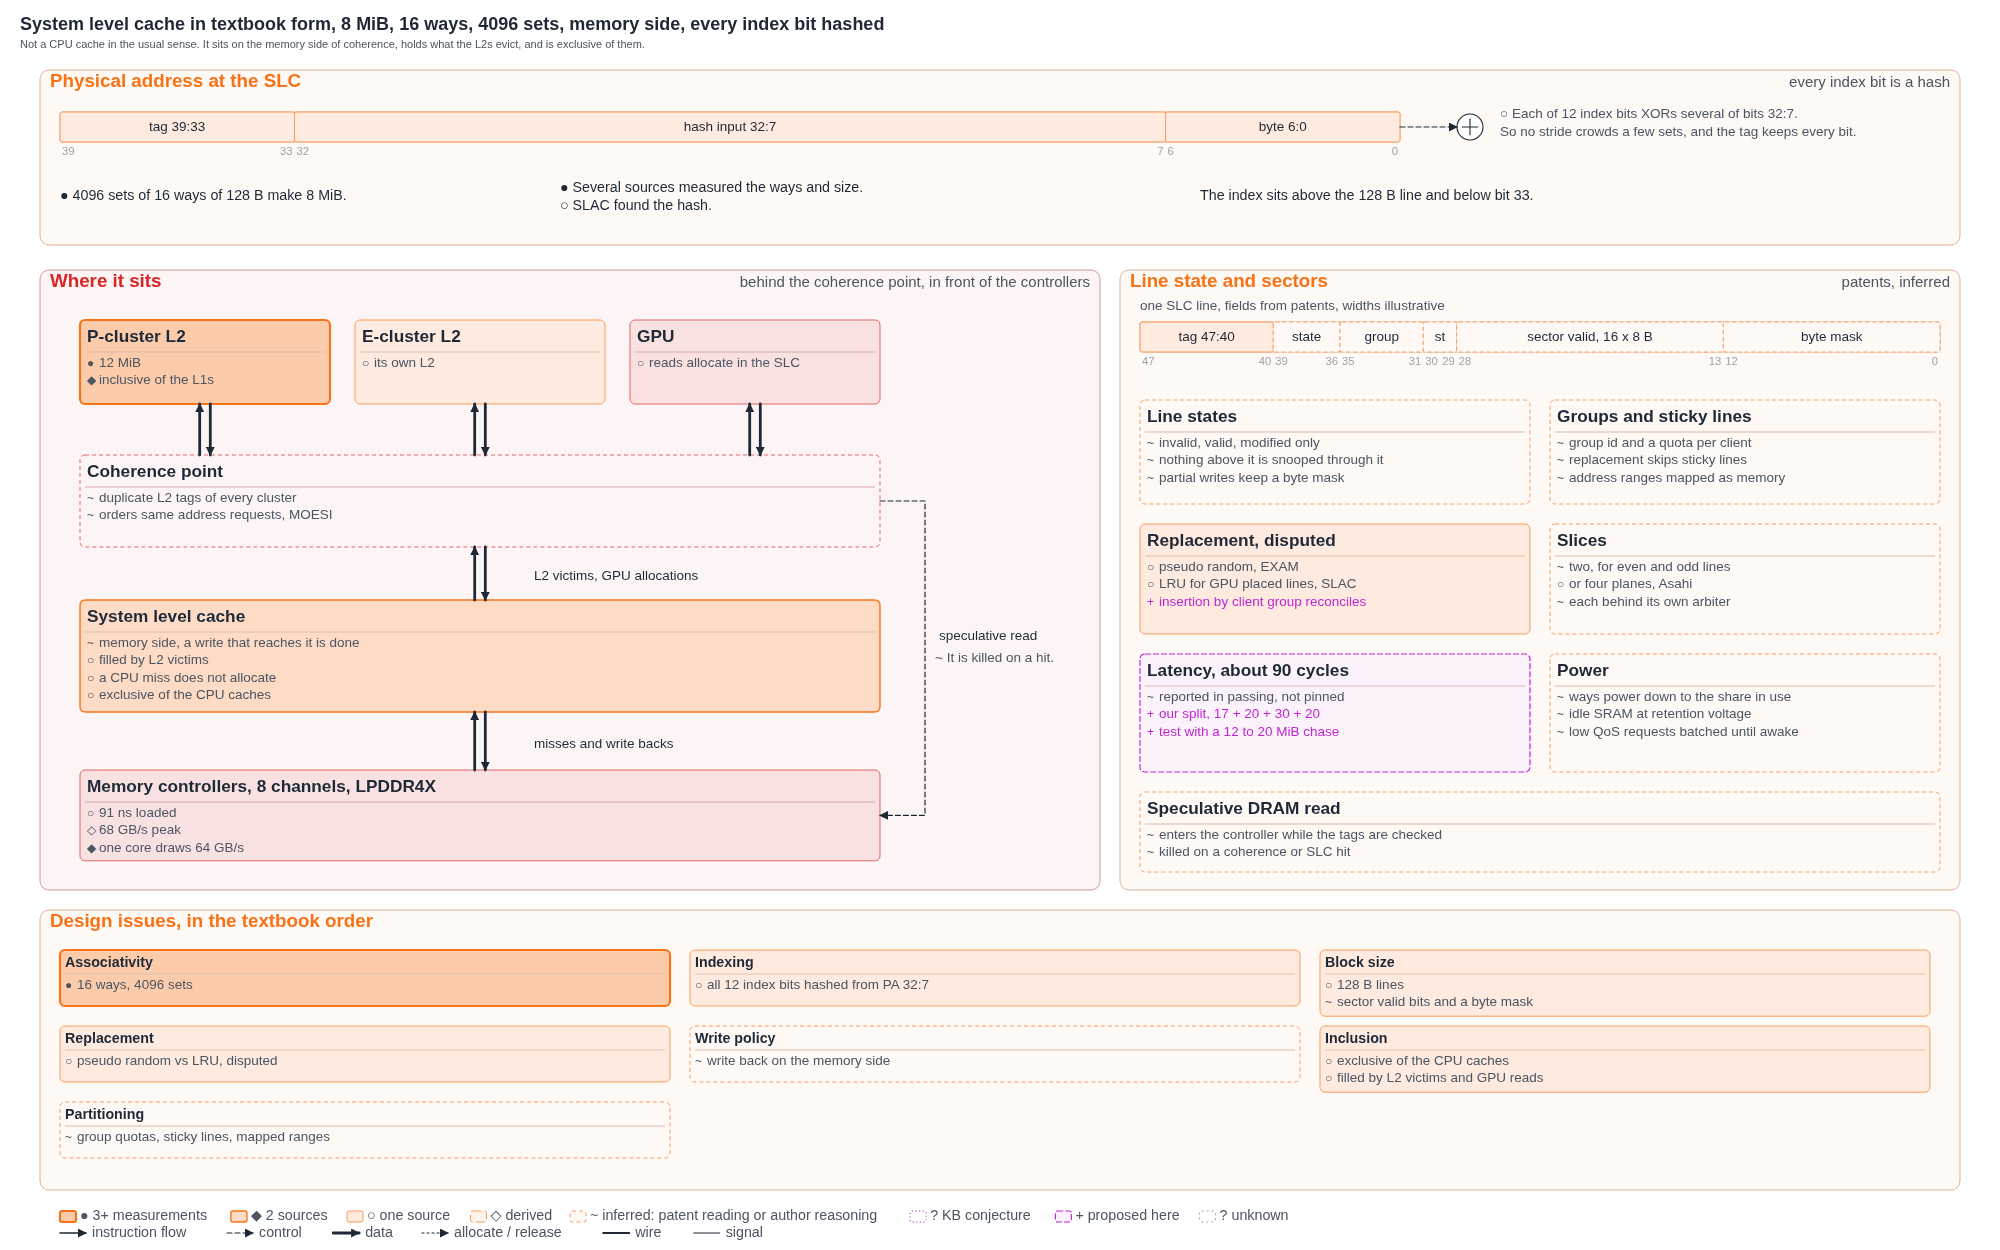 System level cache in textbook form, 8 MiB, 16 ways, 4096 sets, memory side, every index bit hashed
Not a CPU cache in the usual sense. It sits on the memory side of coherence, holds what the L2s evict, and is exclusive of them.
Physical address at the SLC
every index bit is a hash
tag 39:33
hash input 32:7
byte 6:0
39
33 32
7 6
0
○ Each of 12 index bits XORs several of bits 32:7.
So no stride crowds a few sets, and the tag keeps every bit.
● 4096 sets of 16 ways of 128 B make 8 MiB.
● Several sources measured the ways and size.
○ SLAC found the hash.
The index sits above the 128 B line and below bit 33.
Where it sits
behind the coherence point, in front of the controllers
P-cluster L2
● 12 MiB
◆ inclusive of the L1s
E-cluster L2
○ its own L2
GPU
○ reads allocate in the SLC
Coherence point
~ duplicate L2 tags of every cluster
~ orders same address requests, MOESI
L2 victims, GPU allocations
System level cache
~ memory side, a write that reaches it is done
○ filled by L2 victims
○ a CPU miss does not allocate
○ exclusive of the CPU caches
speculative read
~ It is killed on a hit.
misses and write backs
Memory controllers, 8 channels, LPDDR4X
○ 91 ns loaded
◇ 68 GB/s peak
◆ one core draws 64 GB/s
Line state and sectors
patents, inferred
one SLC line, fields from patents, widths illustrative
tag 47:40
state
group
st
sector valid, 16 x 8 B
byte mask
47
40 39
36 35
31 30 29 28
13 12
0
Line states
~ invalid, valid, modified only
~ nothing above it is snooped through it
~ partial writes keep a byte mask
Groups and sticky lines
~ group id and a quota per client
~ replacement skips sticky lines
~ address ranges mapped as memory
Replacement, disputed
○ pseudo random, EXAM
○ LRU for GPU placed lines, SLAC
+ insertion by client group reconciles
Slices
~ two, for even and odd lines
○ or four planes, Asahi
~ each behind its own arbiter
Latency, about 90 cycles
~ reported in passing, not pinned
+ our split, 17 + 20 + 30 + 20
+ test with a 12 to 20 MiB chase
Power
~ ways power down to the share in use
~ idle SRAM at retention voltage
~ low QoS requests batched until awake
Speculative DRAM read
~ enters the controller while the tags are checked
~ killed on a coherence or SLC hit
Design issues, in the textbook order
Associativity
● 16 ways, 4096 sets
Indexing
○ all 12 index bits hashed from PA 32:7
Block size
○ 128 B lines
~ sector valid bits and a byte mask
Replacement
○ pseudo random vs LRU, disputed
Write policy
~ write back on the memory side
Inclusion
○ exclusive of the CPU caches
○ filled by L2 victims and GPU reads
Partitioning
~ group quotas, sticky lines, mapped ranges
● 3+ measurements ◆ 2 sources ○ one source ◇ derived ~ inferred: patent reading or author reasoning ? KB conjecture + proposed here ? unknown
instruction flow control data allocate / release wire signal